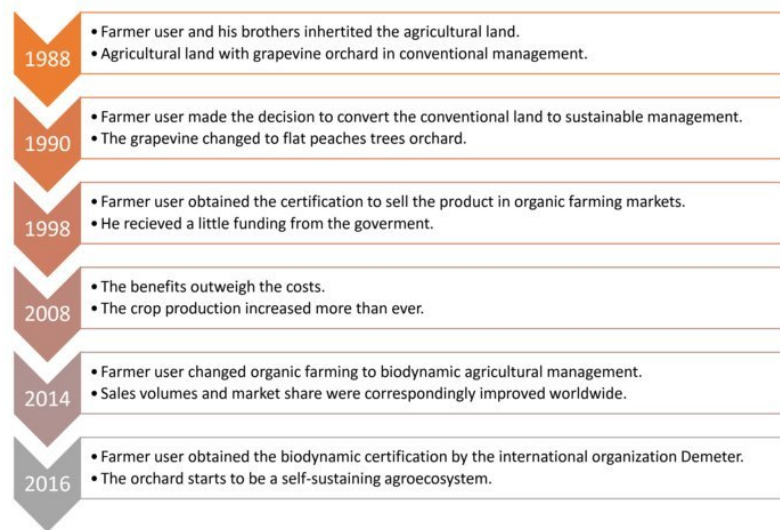 1988
• Farmer user and his brothers inhertited the agricultural land.
• Agricultural land with grapevine orchard in conventional management.
1990
• Farmer user made the decision to convert the conventional land to sustainable management.
• The grapevine changed to flat peaches trees orchard.
1998
• Farmer user obtained the certification to sell the product in organic farming markets.
• He recieved a little funding from the goverment.
2008
• The benefits outweigh the costs.
• The crop production increased more than ever.
2014
• Farmer user changed organic farming to biodynamic agricultural management.
• Sales volumes and market share were correspondingly improved worldwide.
2016
• Farmer user obtained the biodynamic certification by the international organization Demeter.
• The orchard starts to be a self-sustaining agroecosystem.